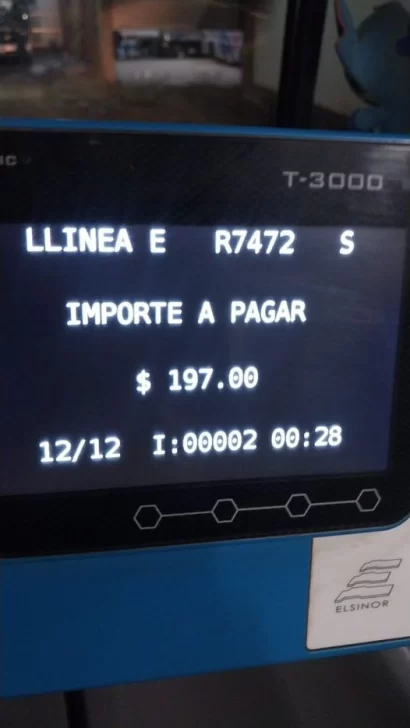 T-3000
LLINEA E R7472 S
IMPORTE A PAGAR
$ 197.00
12/12 I:00002 00:28
ELSINOR